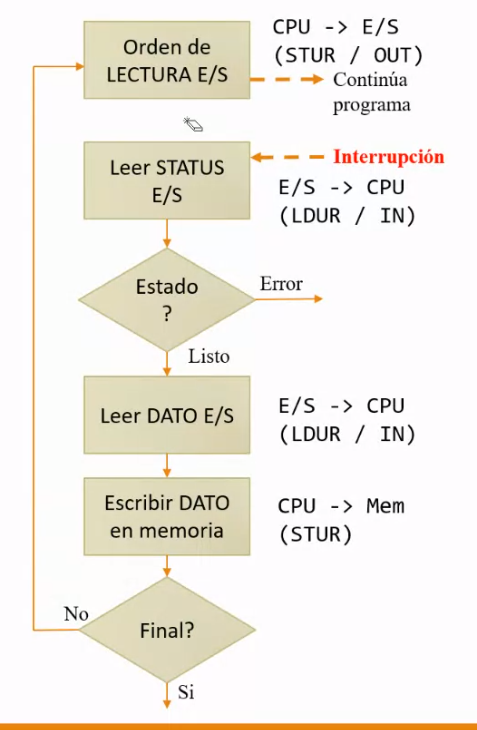 Orden de
LECTURA E/S
CPU -> E/S
(STUR / OUT)
Continúa
programa
Leer STATUS
E/S
Interrupción
E/S -> CPU
(LDUR / IN)
Estado
?
Error
Listo
Leer DATO E/S
E/S -> CPU
(LDUR / IN)
Escribir DATO
en memoria
CPU -> Mem
(STUR)
Final?
No
Si